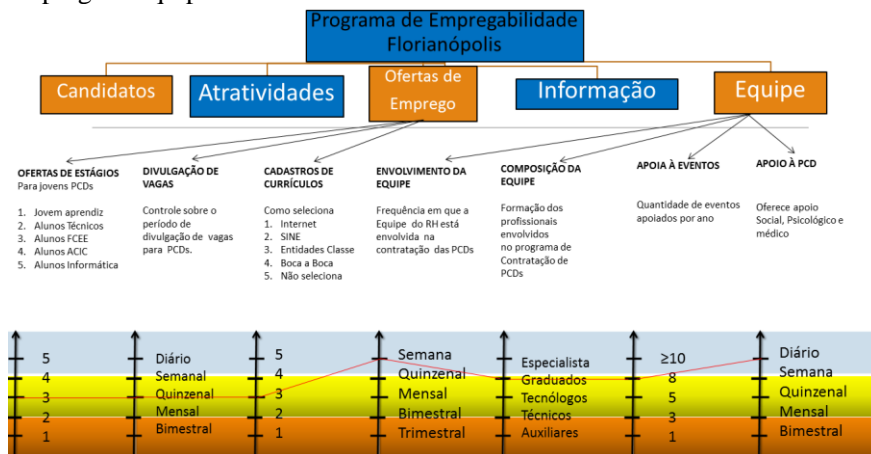 Programa de Empregabilidade
Florianópolis
Candidatos
Atratividades
Ofertas de
Emprego
Informação
Equipe
OFERTAS DE ESTÁGIOS
Para jovens PCDs
1. Jovem aprendiz
2. Alunos Técnicos
3. Alunos FCEE
4. Alunos ACIC
5. Alunos Informática
DIVULGAÇÃO DE
VAGAS
Controle sobre o
período de
divulgação de vagas
para PCDs.
CADASTROS DE
CURRÍCULOS
Como seleciona
1. Internet
2. SINE
3. Entidades Classe
4. Boca a Boca
5. Não seleciona
ENVOLVIMENTO DA
EQUIPE
Frequência em que a
Equipe do RH está
envolvida na
contratação das PCDs
COMPOSIÇÃO DA
EQUIPE
Formação dos
profissionais
envolvidos
no programa de
Contratação de
PCDs
APOIA À EVENTOS
Quantidade de eventos
apoiados por ano
APOIO À PCD
Oferece apoio
Social, Psicológico e
médico
5
4
3
2
1
Diário
Semanal
Quinzenal
Mensal
Bimestral
5
4
3
2
1
Semana
Quinzenal
Mensal
Bimestral
Trimestral
Especialista
Graduados
Tecnólogos
Técnicos
Auxiliares
≥10
8
5
3
1
Diário
Semana
Quinzenal
Mensal
Bimestral